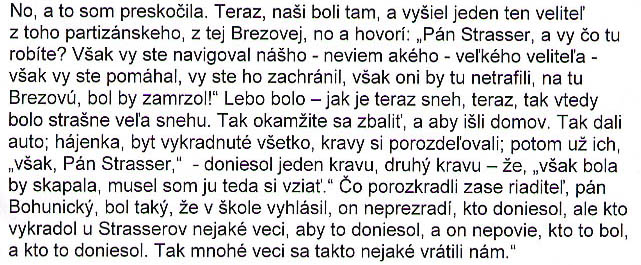 No, a to som preskočila. Teraz, naši boli tam, a vyšiel jeden ten veliteľ
z toho partizánskeho, z tej Brezovej, no a hovorí: „Pán Strasser, a vy čo tu
robíte? Však vy ste navigoval nášho - neviem akého - veľkého veliteľa -
však vy ste pomáhal, vy ste ho zachránil, však oni by tu netrafili, na tu
Brezovú, bol by zamrzol!“ Lebo bolo – jak je teraz sneh, teraz, tak vtedy
bolo strašne veľa snehu. Tak okamžite sa zbaliť, a aby išli domov. Tak dali
auto; hájenka, byt vykradnuté všetko, kravy si porozdeľovali; potom už ich,
„však, Pán Strasser,“  - doniesol jeden kravu, druhý kravu – že, „však bola
by skapala, musel som ju teda si vziať.“ Čo porozkradli zase riaditeľ, pán
Bohunický, bol taký, že v škole vyhlásil, on neprezradí, kto doniesol, ale kto
vykradol u Strasserov nejaké veci, aby to doniesol, a on nepovie, kto to bol,
a kto to doniesol. Tak mnohé veci sa takto nejaké vrátili nám.“